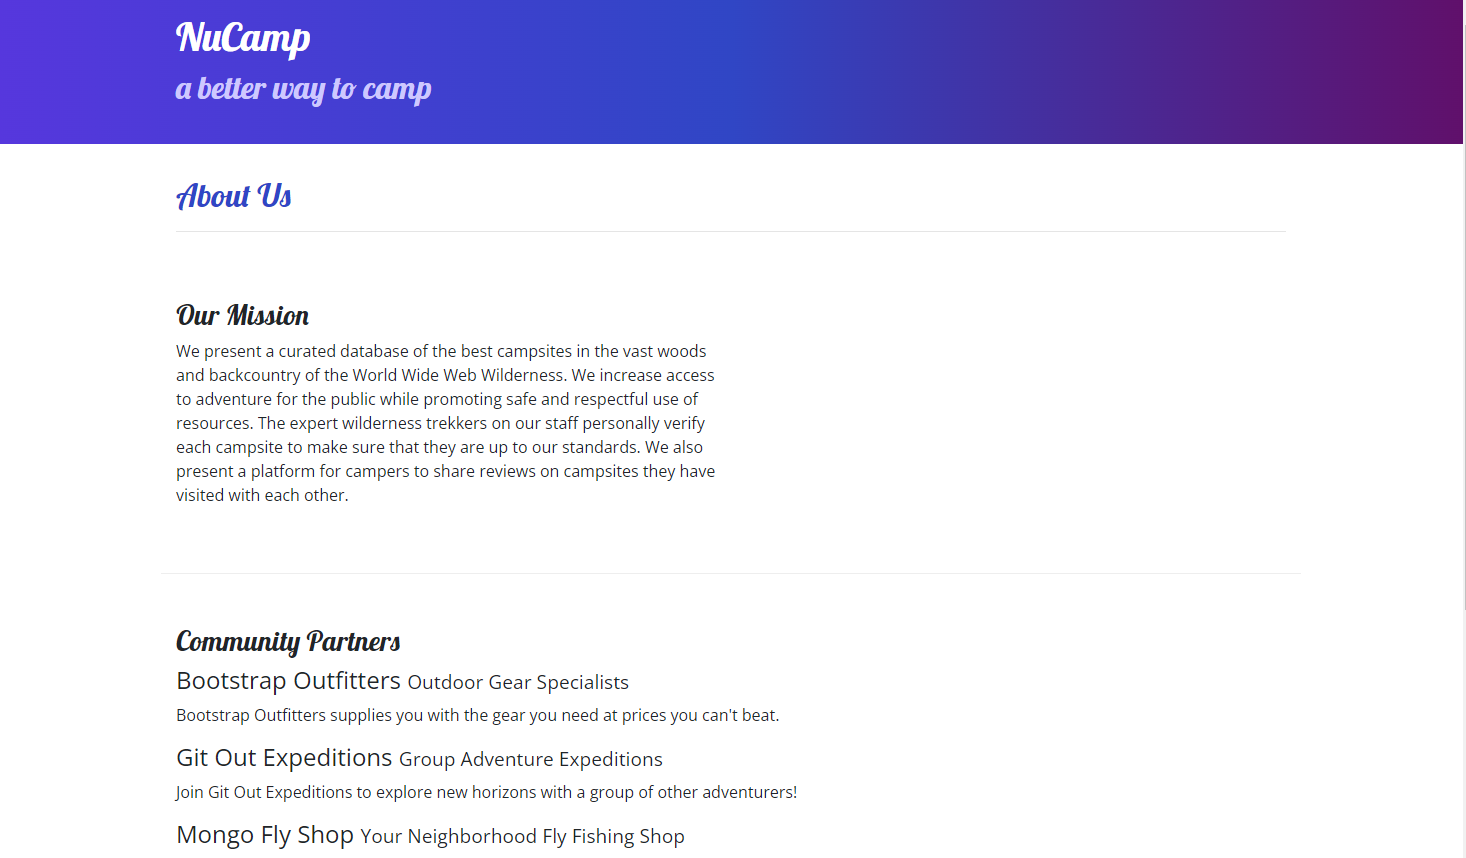 NuCamp
a better way to camp
About Us
Our Mission
We present a curated database of the best campsites in the vast woods
and backcountry of the World Wide Web Wilderness. We increase access
to adventure for the public while promoting safe and respectful use of
resources. The expert wilderness trekkers on our staff personally verify
each campsite to make sure that they are up to our standards. We also
present a platform for campers to share reviews on campsites they have
visited with each other.
Community Partners
Bootstrap Outfitters Outdoor Gear Specialists
Bootstrap Outfitters supplies you with the gear you need at prices you can't beat.
Git Out Expeditions Group Adventure Expeditions
Join Git Out Expeditions to explore new horizons with a group of other adventurers!
Mongo Fly Shop Your Neighborhood Fly Fishing Shop